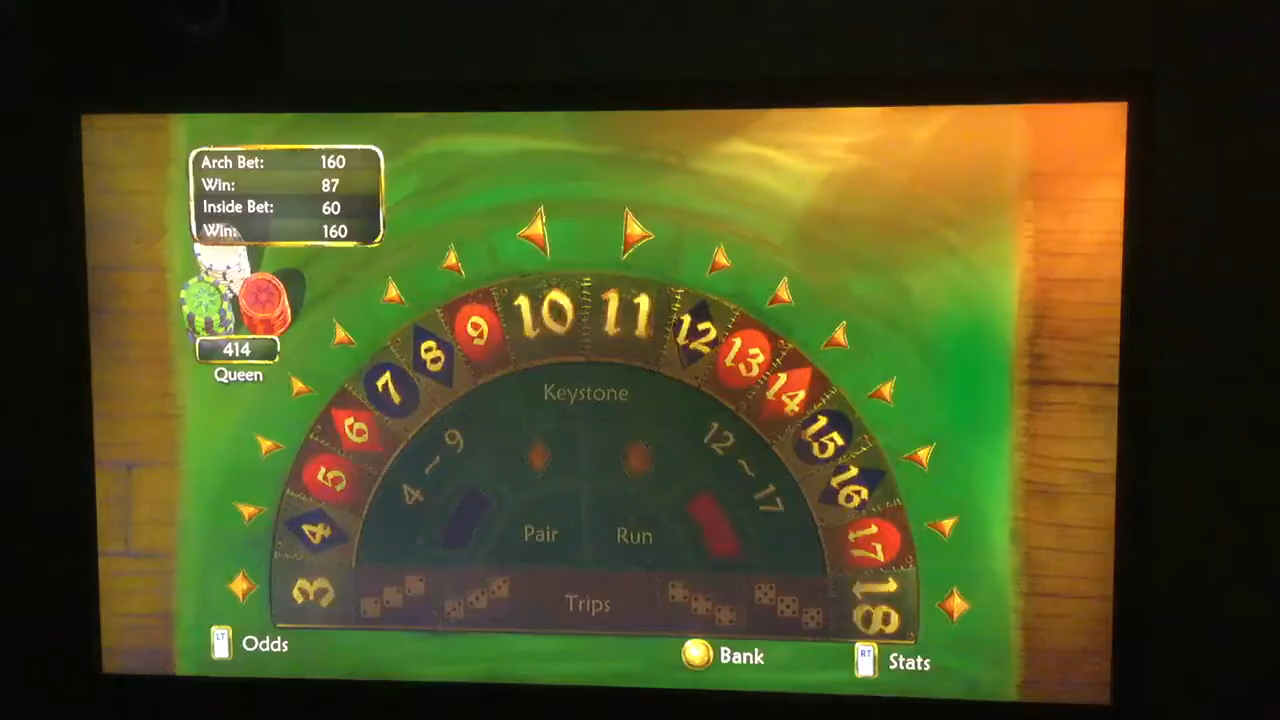 Arch Bet: 160
Win: 87
Inside Bet: 60
Win: 160
414
Queen
3
4
5
6
7
8
9
10
11
12
13
14
15
16
17
18
Keystone
4 ~ 9
12 ~ 17
Pair
Run
Trips
LT Odds
Bank
RT Stats